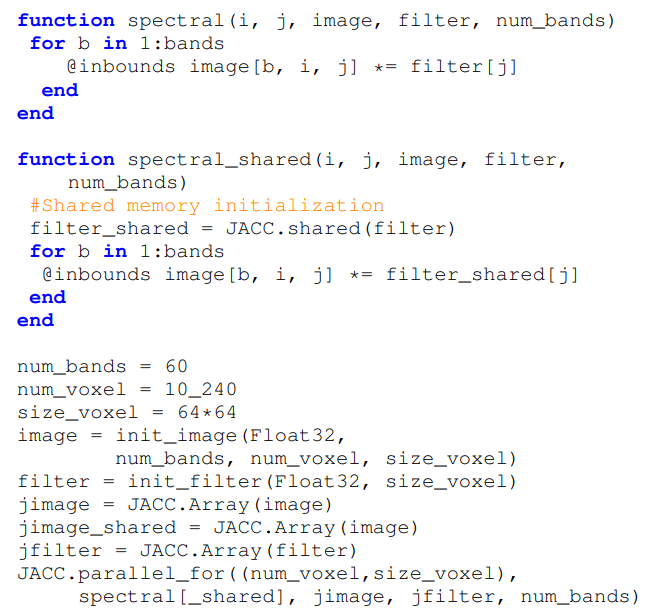 function spectral(i, j, image, filter, num_bands)
for b in 1:bands
@inbounds image[b, i, j] *= filter[j]
end
end
function spectral_shared(i, j, image, filter,
num_bands)
#Shared memory initialization
filter_shared = JACC.shared(filter)
for b in 1:bands
@inbounds image[b, i, j] *= filter_shared[j]
end
end
num_bands = 60
num_voxel = 10_240
size_voxel = 64*64
image = init_image(Float32,
num_bands, num_voxel, size_voxel)
filter = init_filter(Float32, size_voxel)
jimage = JACC.Array(image)
jimage_shared = JACC.Array(image)
jfilter = JACC.Array(filter)
JACC.parallel_for((num_voxel,size_voxel),
spectral[_shared], jimage, jfilter, num_bands)